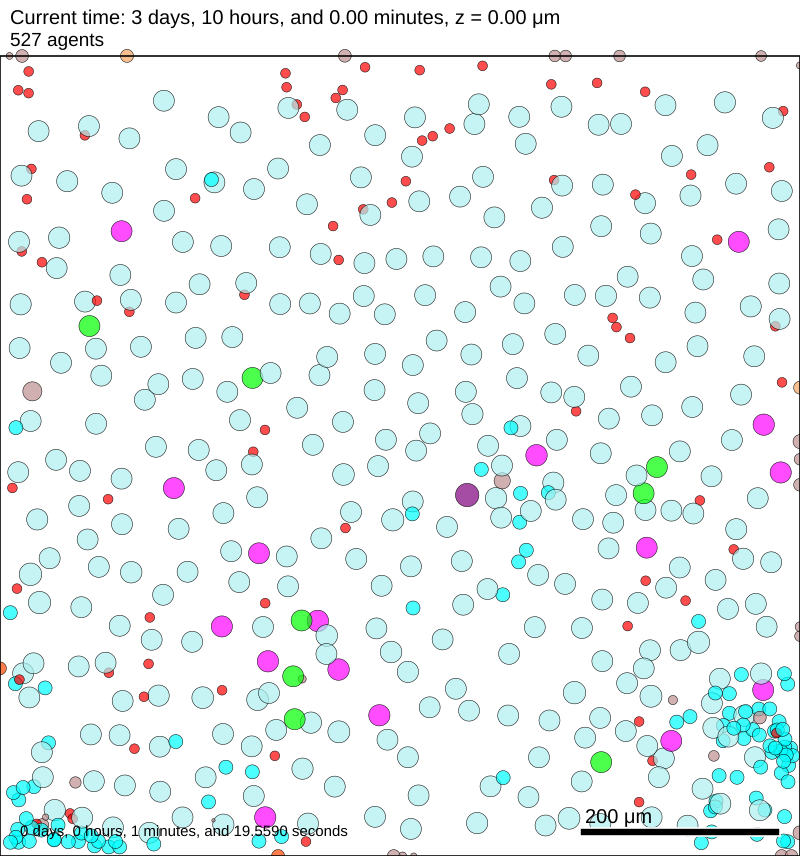 Current time: 3 days, 10 hours, and 0.00 minutes, z = 0.00 μm
527 agents
200 μm
0 days, 0 hours, 1 minutes, and 19.5590 seconds